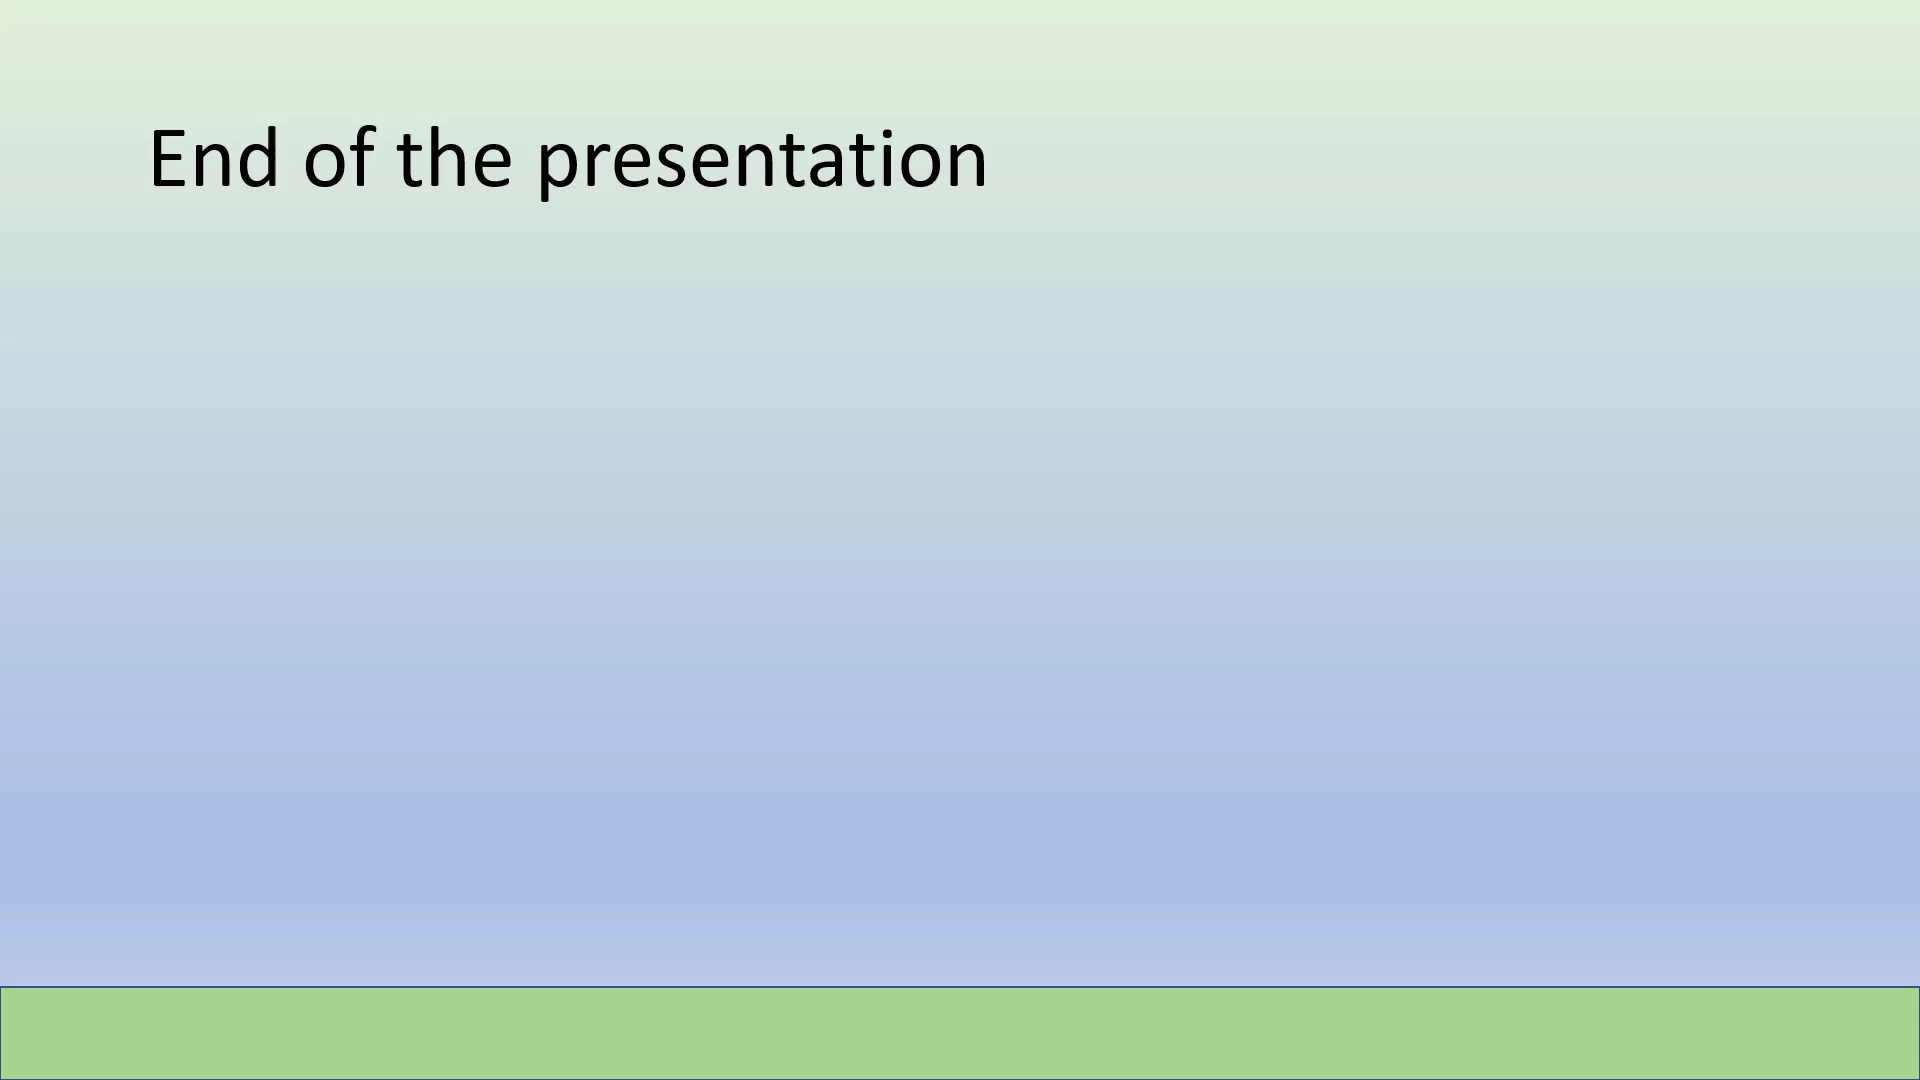 End of the presentation